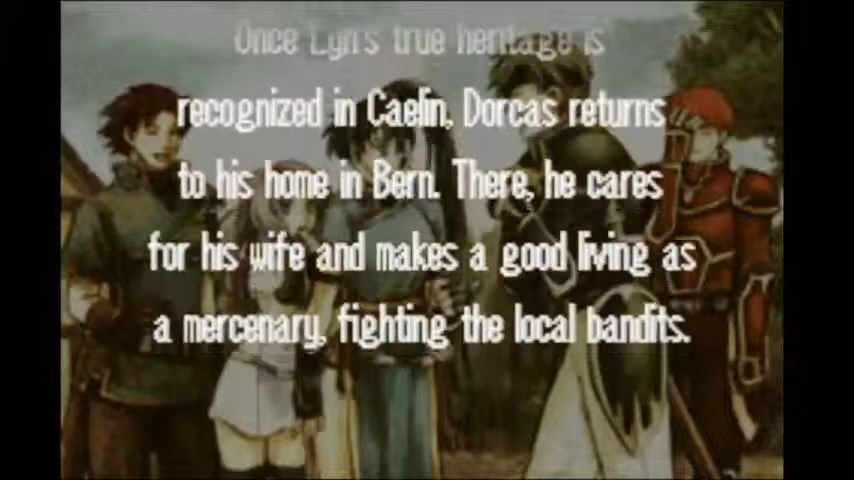 Once Lyn's true heritage is
recognized in Caelin, Dorcas returns
to his home in Bern. There, he cares
for his wife and makes a good living as
a mercenary, fighting the local bandits.